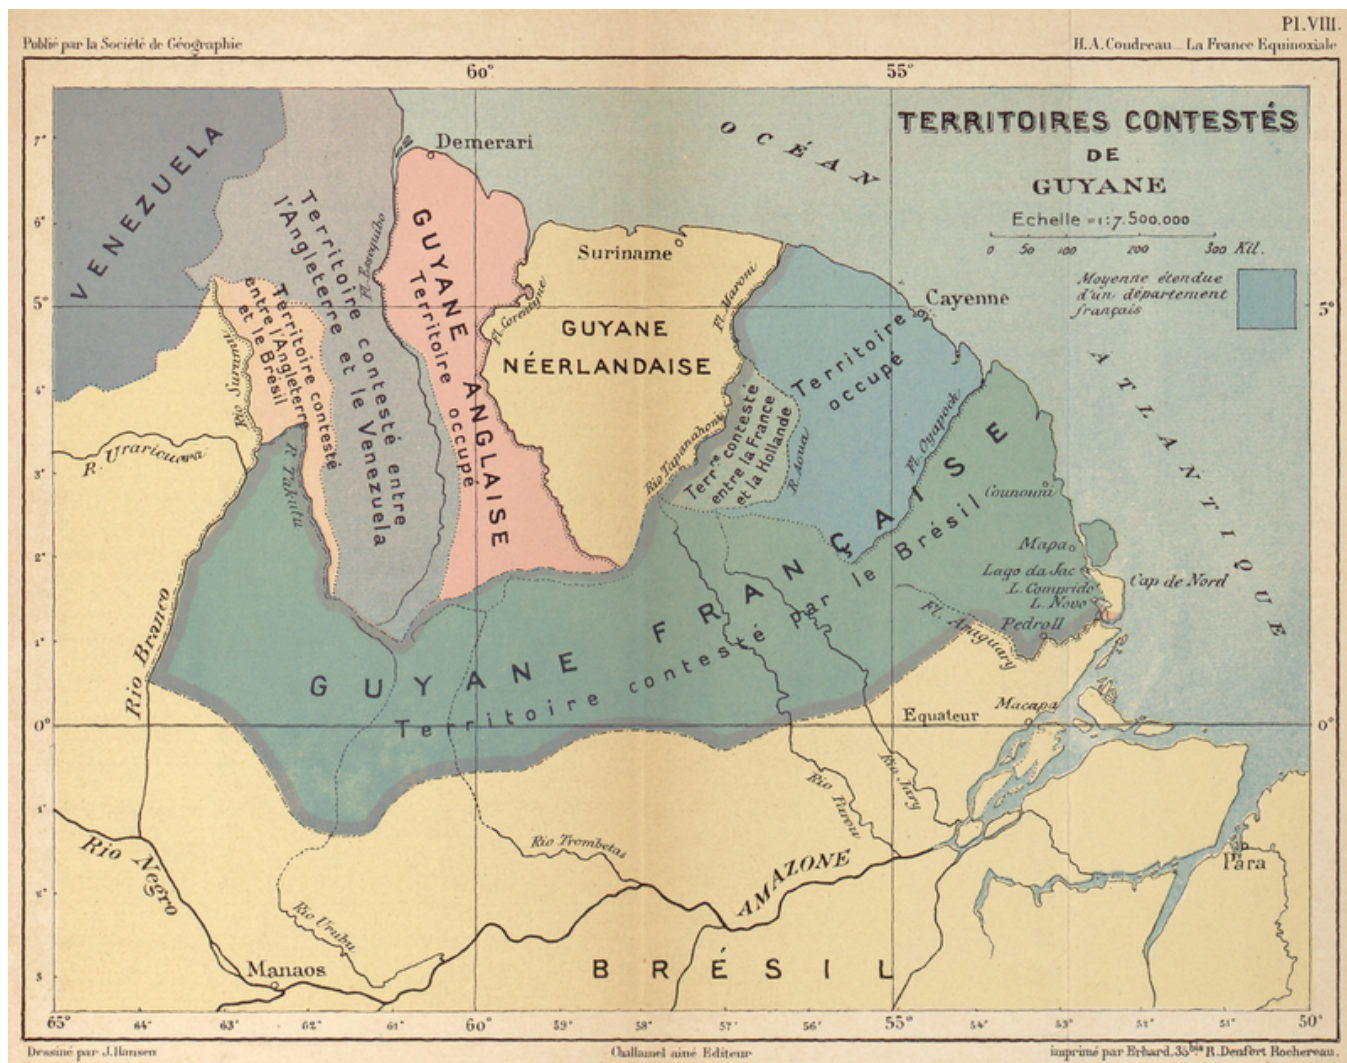 Pl.VIII.
Publié par la Société de Géographie
H.A.Coudreau _ La France Equinoxiale
60°
55°
TERRITOIRES CONTESTÉS
DE
GUYANE
Echelle = 1:7.500.000
0 50 100 200 300 Kil.
Moyenne étendue
d'un département
français
OCÉAN
ATLANTIQUE
VENEZUELA
Demerari
Territoire contesté entre
l'Angleterre et le Venezuela
Fl. Essequibo
GUYANE ANGLAISE
Territoire occupé
Suriname
Fl. Corentyne
GUYANE
NÉERLANDAISE
Fl. Maroni
Cayenne
Territoire
occupé
Territoire contesté
entre l'Angleterre
et le Brésil
Rio Surumu
R. Uraricuera
R. Takutu
Rio Tapanahoni
Terre contesté
entre la France
et la Hollande
R. Aoua
Fl. Oyapock
Counouni
Mapa
Lago da Jac
L. Comprido
L. Novo
Cap de Nord
Pedroll
Fl. Araguary
GUYANE FRANÇAISE
Territoire contesté par le Brésil
Rio Branco
Equateur
Macapa
Rio Parou
Rio Jary
Rio Trombetas
AMAZONE
Rio Negro
Rio Urubu
Manaos
Para
BRÉSIL
7°
6°
5°
4°
3°
2°
1°
0°
1°
2°
3
5°
0°
65° 64° 63° 62° 61° 60° 59° 58° 57° 55° 53° 52° 51° 50°
Dessiné par J.Hansen
Challamel ainé Editeur
imprimé par Erhard, 35bis R. Denfert Rochereau.